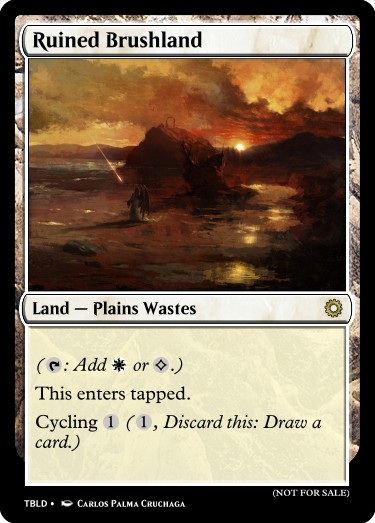 Ruined Brushland
Land — Plains Wastes
(T: Add W or C.)
This enters tapped.
Cycling 1 (1, Discard this: Draw a
card.)
(NOT FOR SALE)
TBLD • Carlos Palma Cruchaga